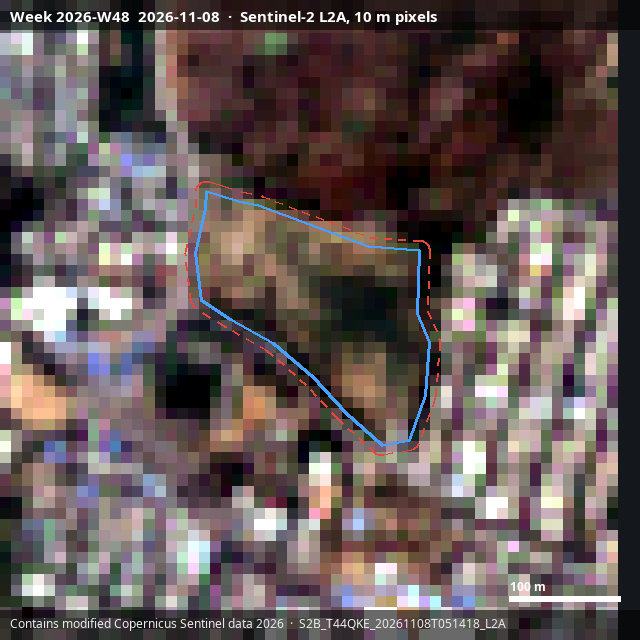 Week 2026-W48  2026-11-08  ·  Sentinel-2 L2A, 10 m pixels
100 m
Contains modified Copernicus Sentinel data 2026  ·  S2B_T44QKE_20261108T051418_L2A